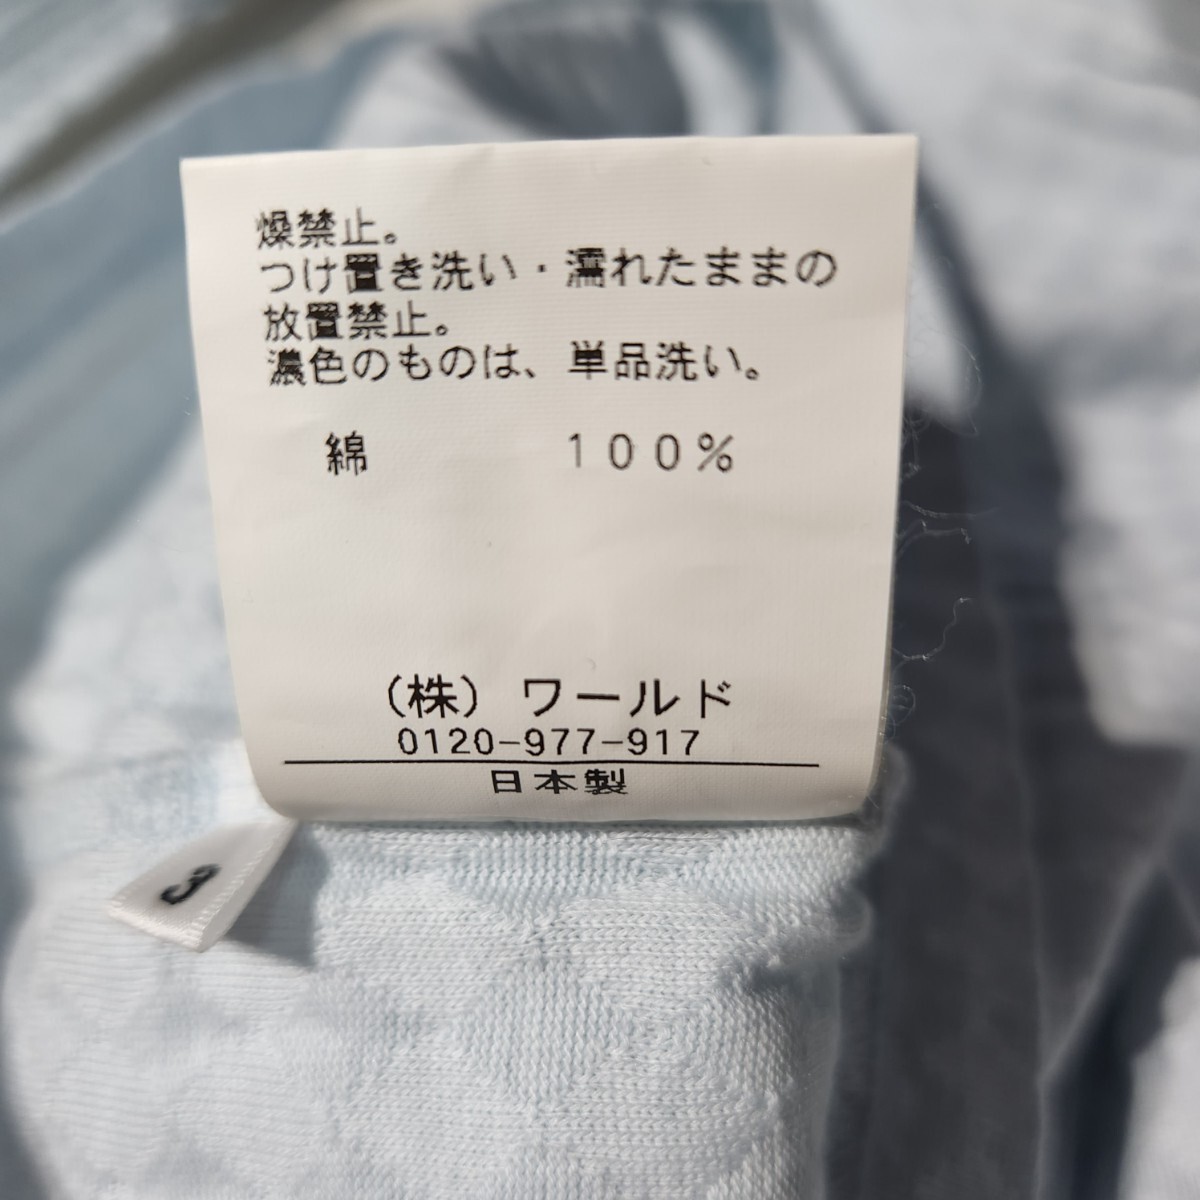 燥禁止。
つけ置き洗い・濡れたままの
放置禁止。
濃色のものは、単品洗い。
綿 100%
(株) ワールド
0120-977-917
日本製
3